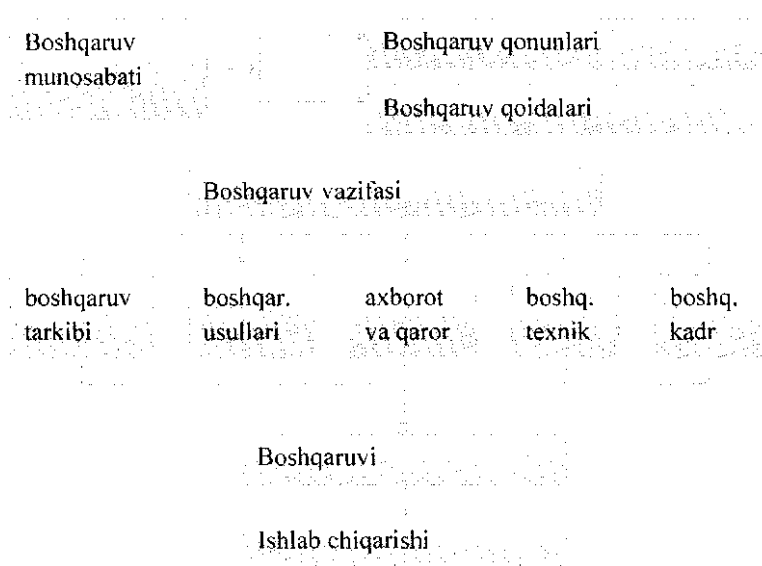 Boshqaruv
munosabati
Boshqaruv qonunlari
Boshqaruv qoidalari
Boshqaruv vazifasi
boshqaruv
tarkibi
boshqar.
usullari
axborot
va qaror
boshq.
texnik
boshq.
kadr
Boshqaruvi
Ishlab chiqarishi